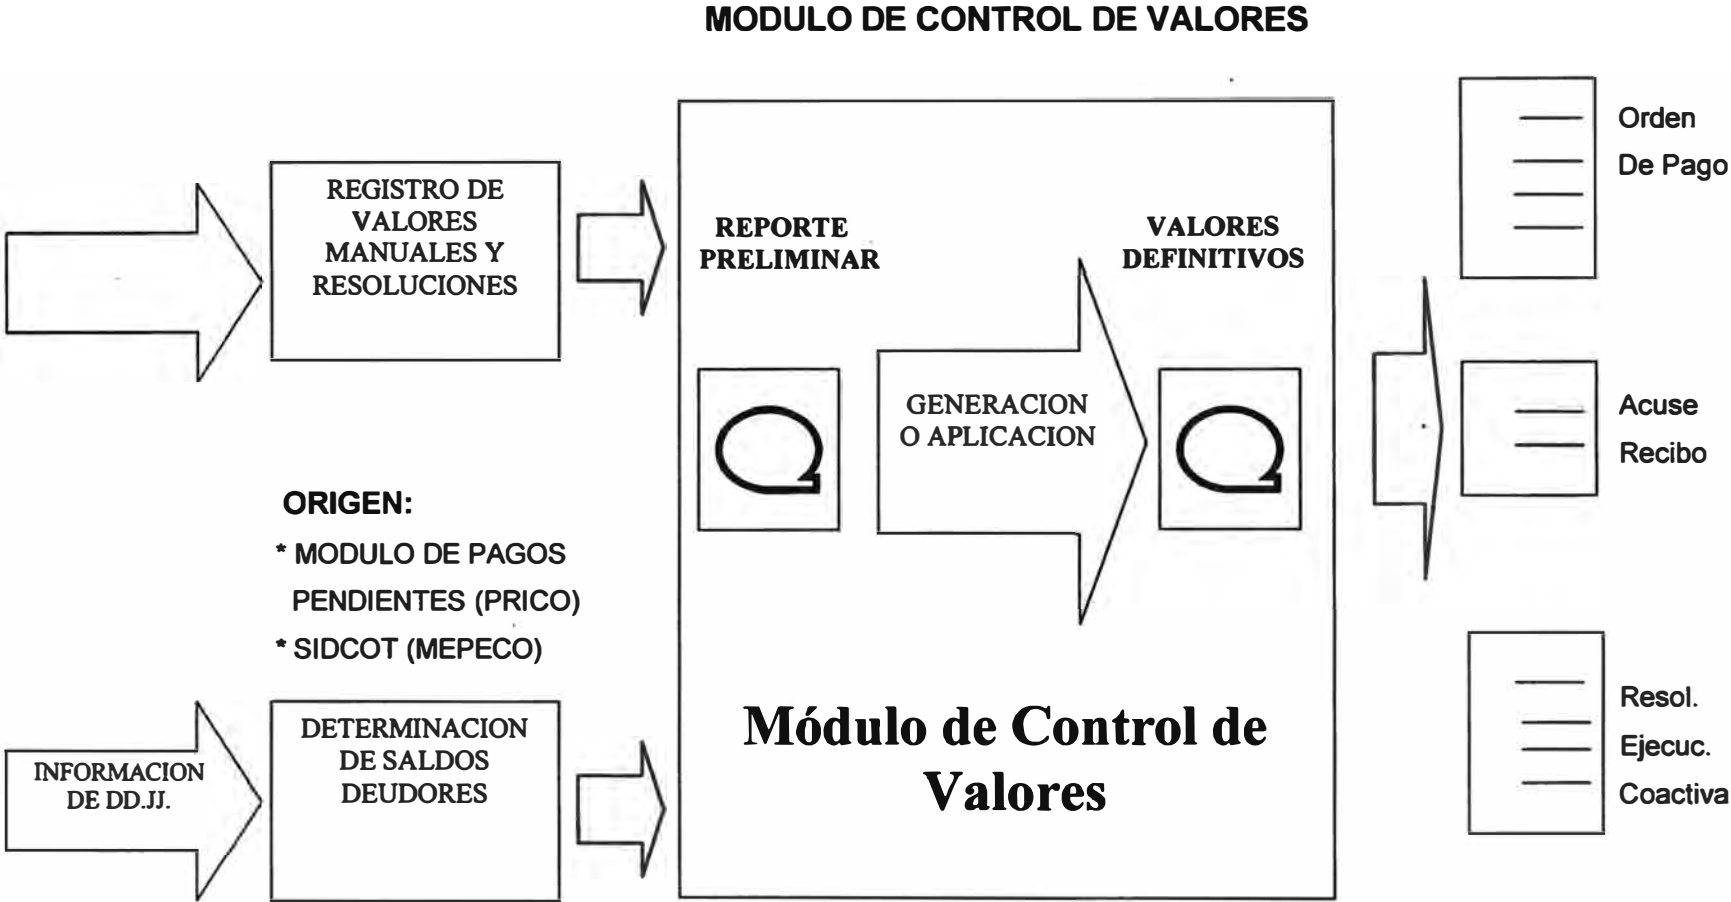 MODULO DE CONTROL DE VALORES
REGISTRO DE
VALORES
MANUALES Y
RESOLUCIONES
ORIGEN:
* MODULO DE PAGOS
PENDIENTES (PRICO)
* SIDCOT (MEPECO)
INFORMACION
DE DD.JJ.
DETERMINACION
DE SALDOS
DEUDORES
REPORTE
PRELIMINAR
GENERACION
O APLICACION
VALORES
DEFINITIVOS
Módulo de Control de
Valores
Orden
De Pago
Acuse
Recibo
Resol.
Ejecuc.
Coactiva